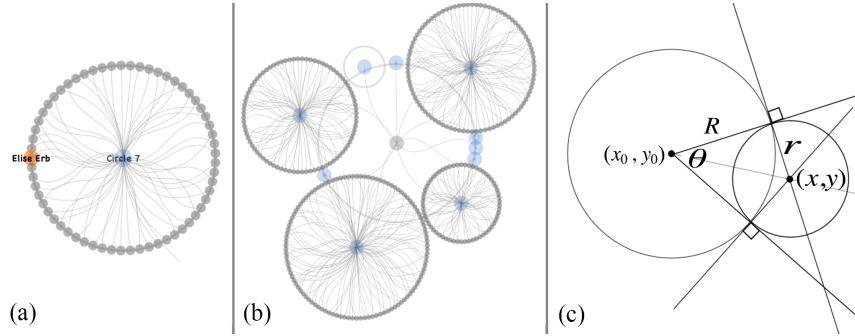 Elise Erb
Circle 7
(a)
(b)
R
(x₀ , y₀)
θ
r
(x,y)
(c)